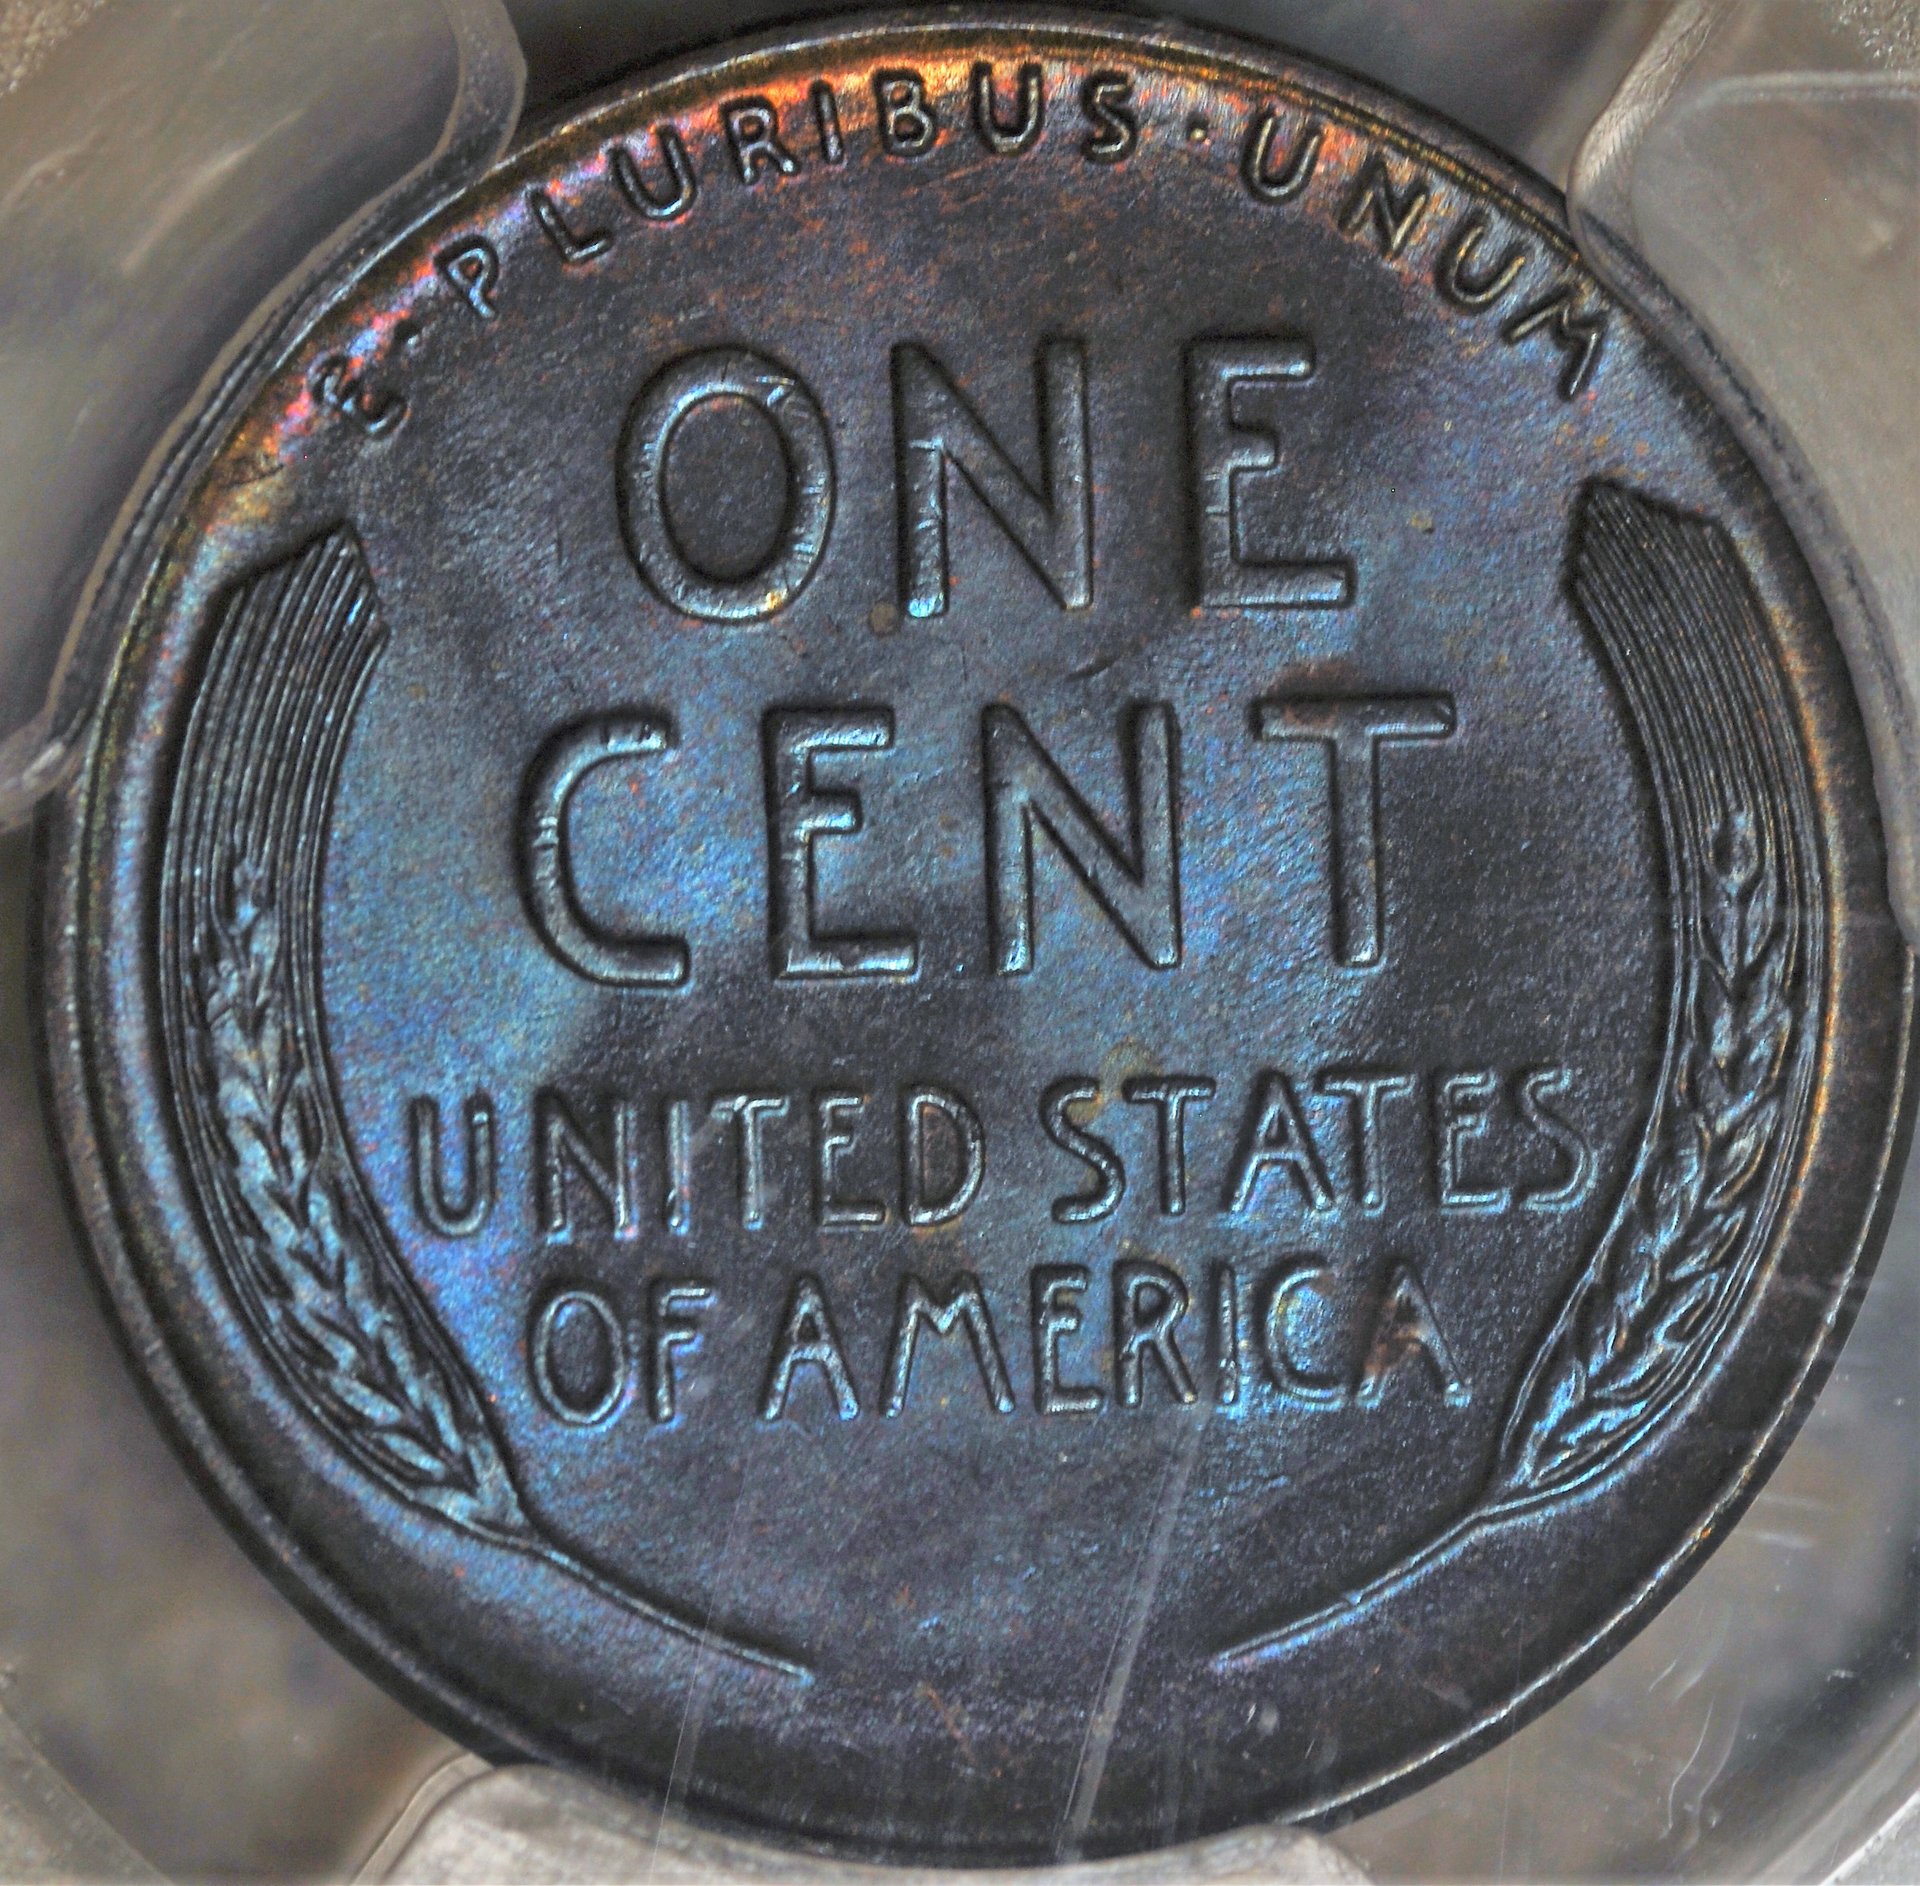 E · PLURIBUS · UNUM
ONE
CENT
UNITED STATES
OF AMERICA